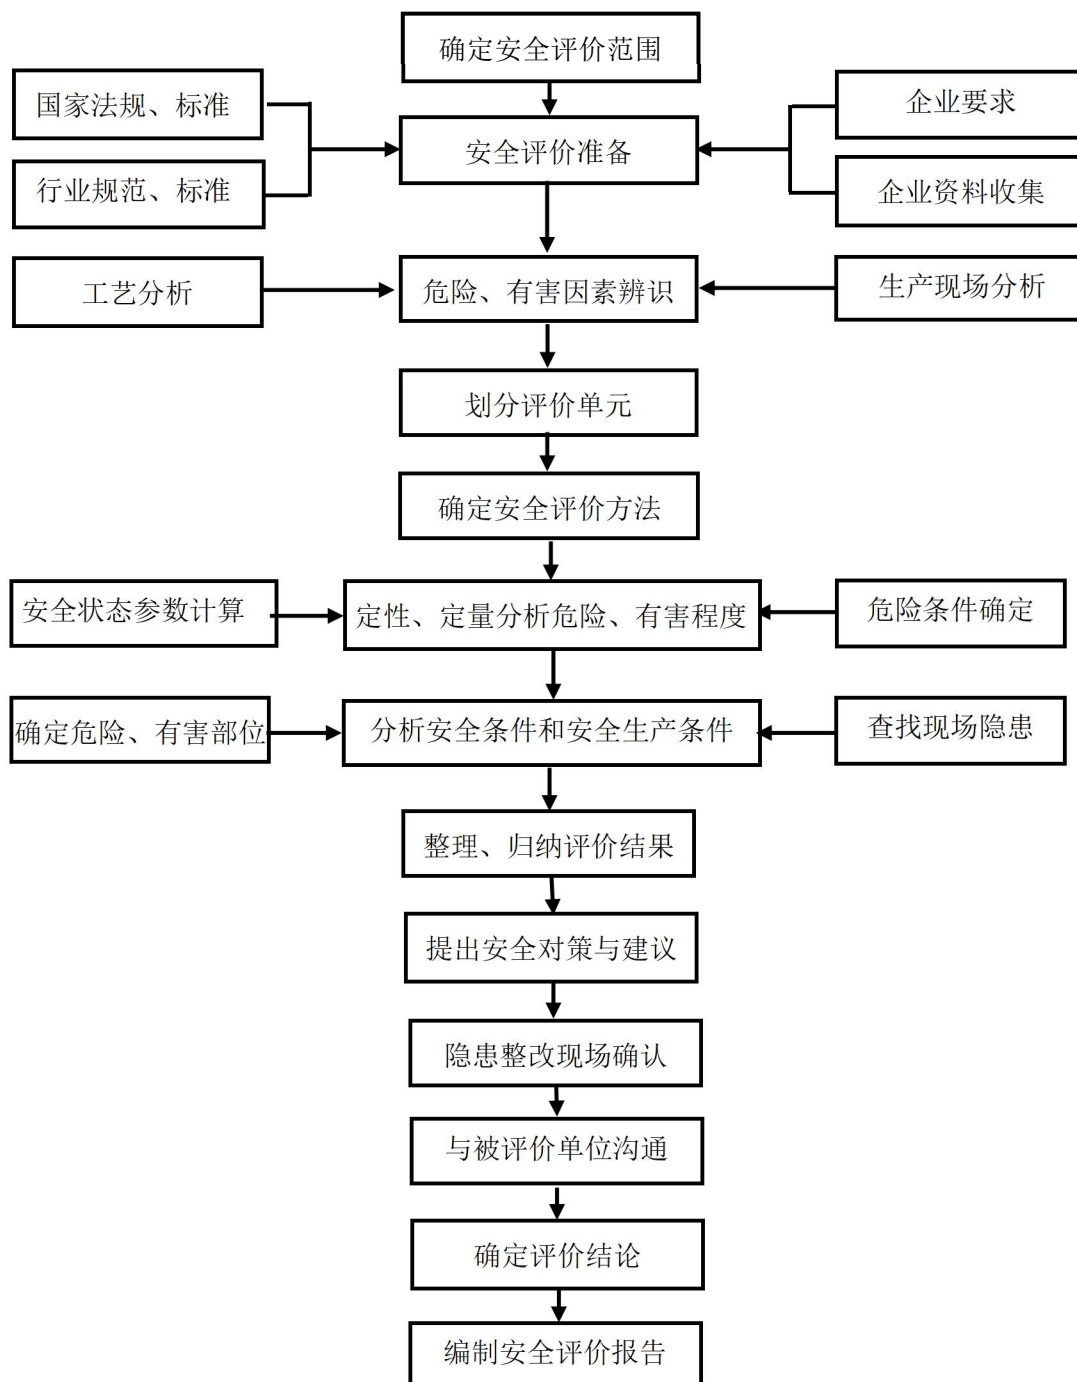 确定安全评价范围
国家法规、标准
企业要求
安全评价准备
行业规范、标准
企业资料收集
工艺分析
危险、有害因素辨识
生产现场分析
划分评价单元
确定安全评价方法
安全状态参数计算
定性、定量分析危险、有害程度
危险条件确定
确定危险、有害部位
分析安全条件和安全生产条件
查找现场隐患
整理、归纳评价结果
提出安全对策与建议
隐患整改现场确认
与被评价单位沟通
确定评价结论
编制安全评价报告